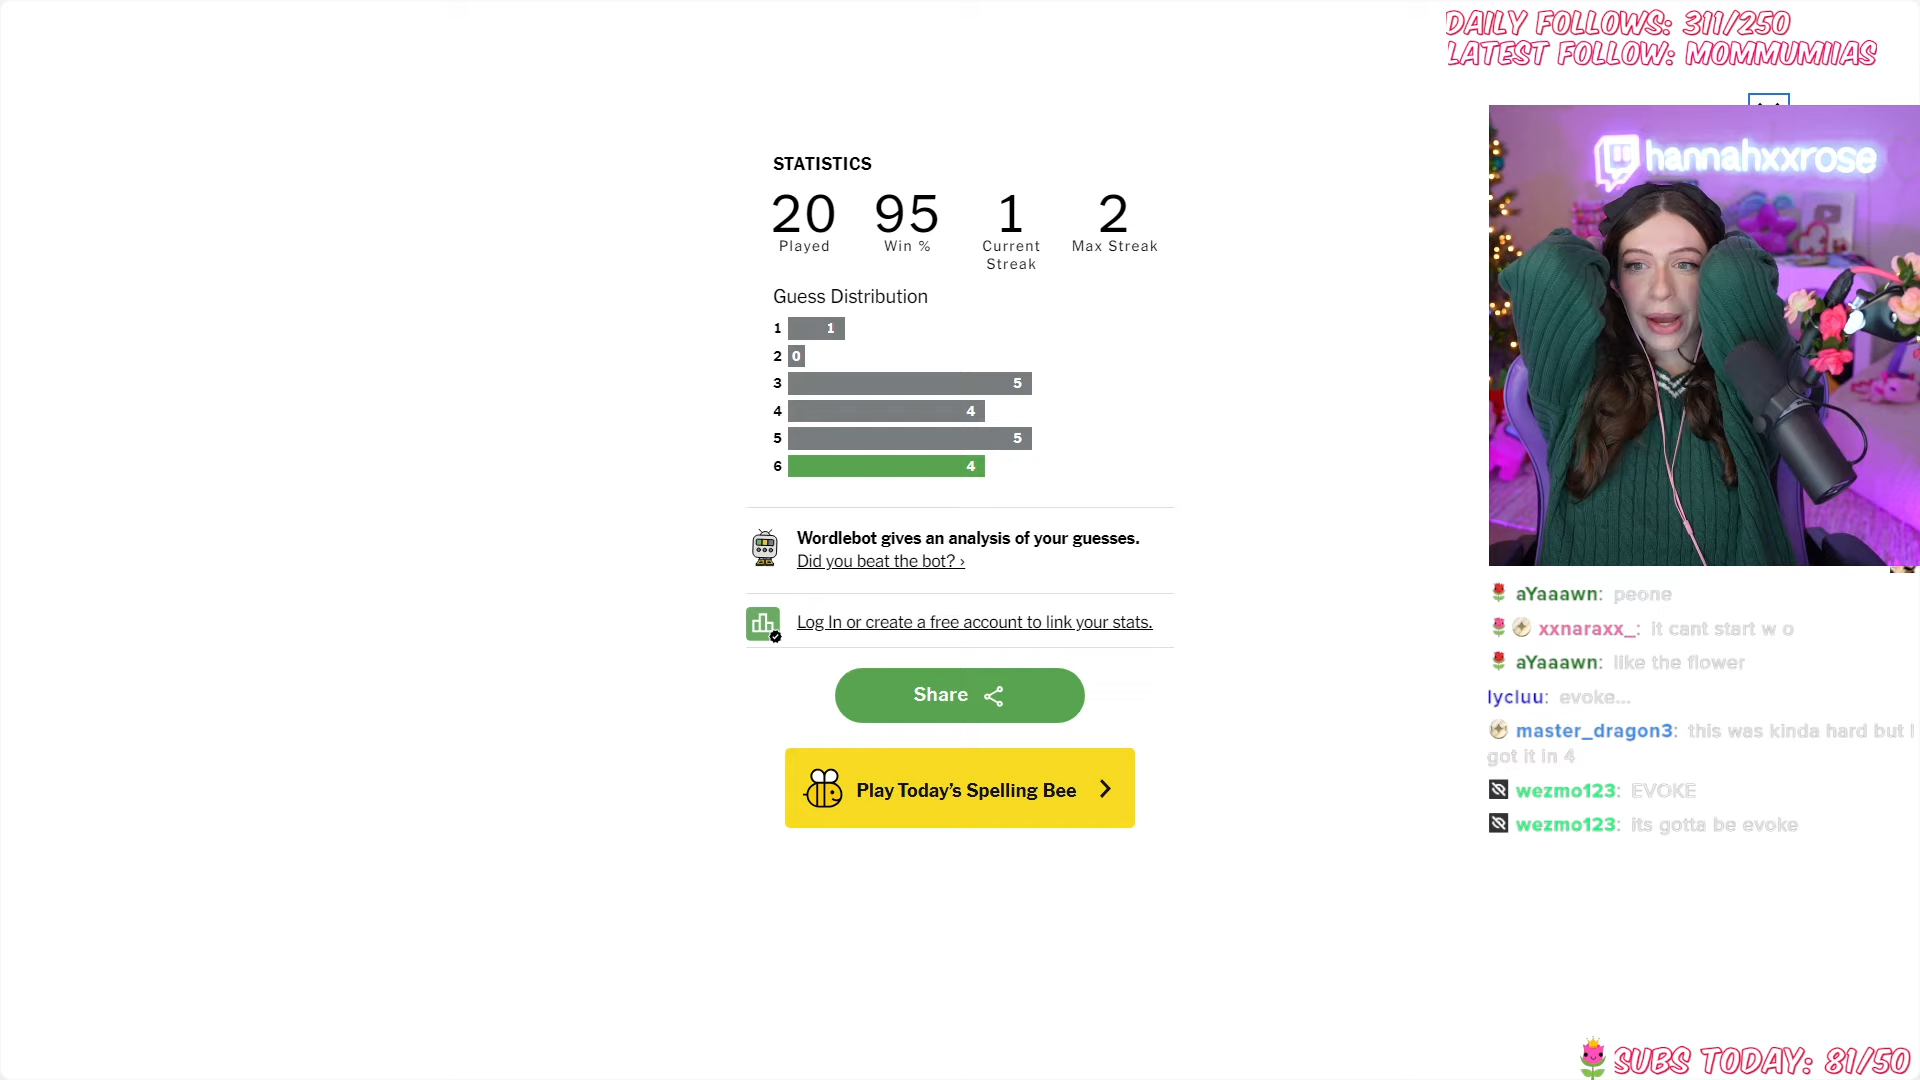 DAILY FOLLOWS: 311/250
LATEST FOLLOW: MOMMUMIIAS
hannahxxrose
STATISTICS
20 95 1 2
Played Win % Current Streak Max Streak
Guess Distribution
1 1
2 0
3 5
4 4
5 5
6 4
Wordlebot gives an analysis of your guesses.
Did you beat the bot? ›
Log In or create a free account to link your stats.
Share
Play Today's Spelling Bee
aYaaawn: peone
xxnaraxx_: it cant start w o
aYaaawn: like the flower
lycluu: evoke...
master_dragon3: this was kinda hard but I
got it in 4
wezmo123: EVOKE
wezmo123: its gotta be evoke
SUBS TODAY: 81/50